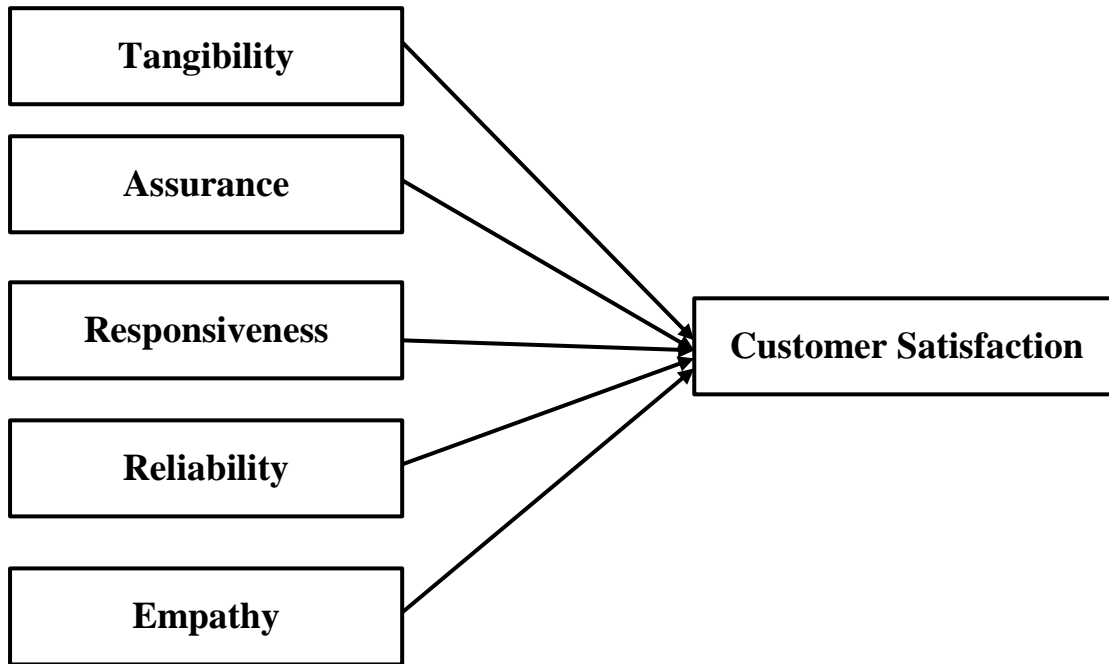 Tangibility
Assurance
Responsiveness
Customer Satisfaction
Reliability
Empathy